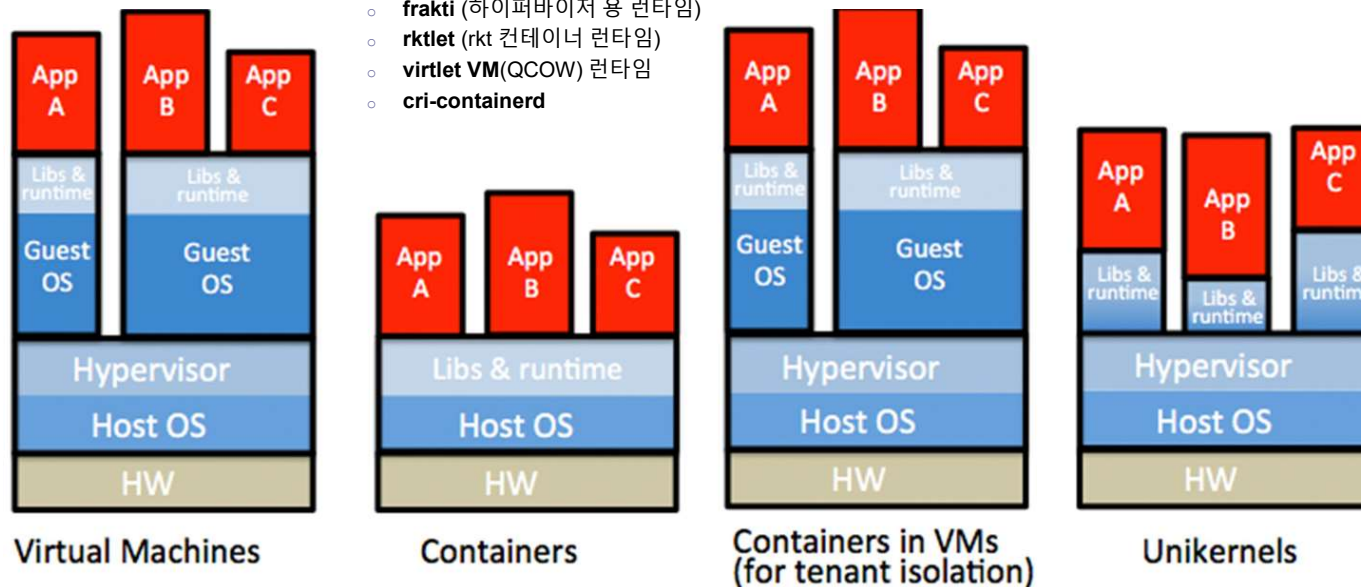 frakti (하이퍼바이저 용 런타임)
rktlet (rkt 컨테이너 런타임)
virtlet VM(QCOW) 런타임
cri-containerd
App
A
App
B
App
C
Libs &
runtime
Libs &
runtime
Guest
OS
Guest
OS
Hypervisor
Host OS
HW
Virtual Machines
App
A
App
B
App
C
Libs & runtime
Host OS
HW
Containers
App
A
App
B
App
C
Libs &
runtime
Libs &
runtime
Guest
OS
Guest
OS
Hypervisor
Host OS
HW
Containers in VMs
(for tenant isolation)
App
A
App
B
App
C
Libs &
runtime
Libs &
runtime
Libs &
runtim
Hypervisor
Host OS
HW
Unikernels